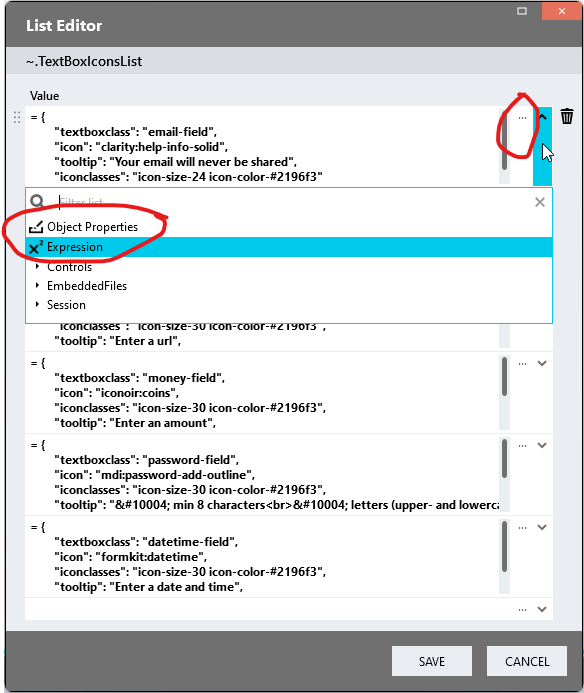 List Editor
~.TextBoxIconsList
Value
= {
"textboxclass": "email-field",
"icon": "clarity:help-info-solid",
"tooltip": "Your email will never be shared",
"iconclasses": "icon-size-24 icon-color-#2196f3"
...
Filter list
Object Properties
x² Expression
Controls
EmbeddedFiles
Session
"iconclasses": "icon-size-30 icon-color-#2196f3",
"tooltip": "Enter a url",
= {
...
"textboxclass": "money-field",
"icon": "iconoir:coins",
"iconclasses": "icon-size-30 icon-color-#2196f3",
"tooltip": "Enter an amount",
= {
...
"textboxclass": "password-field",
"icon": "mdi:password-add-outline",
"iconclasses": "icon-size-30 icon-color-#2196f3",
"tooltip": "&#10004; min 8 characters<br>&#10004; letters (upper- and lowerca
= {
...
"textboxclass": "datetime-field",
"icon": "formkit:datetime",
"iconclasses": "icon-size-30 icon-color-#2196f3",
"tooltip": "Enter a date and time",
...
SAVE
CANCEL